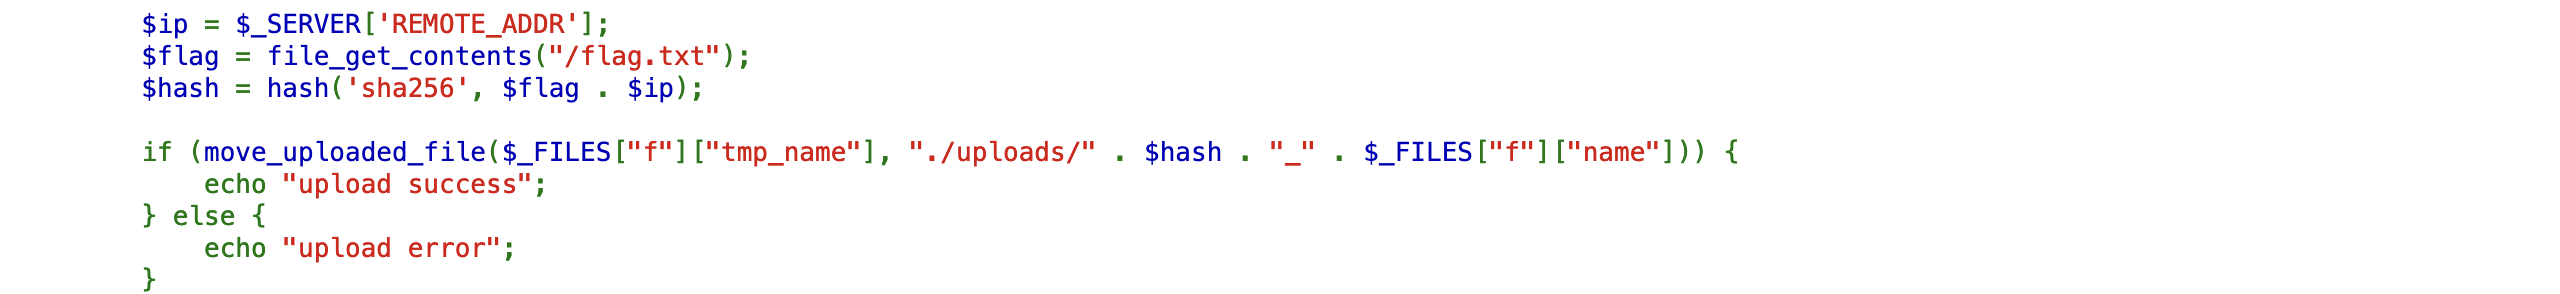 $ip = $_SERVER['REMOTE_ADDR'];
$flag = file_get_contents("/flag.txt");
$hash = hash('sha256', $flag . $ip);
if (move_uploaded_file($_FILES["f"]["tmp_name"], "./uploads/" . $hash . "_" . $_FILES["f"]["name"])) {
    echo "upload success";
} else {
    echo "upload error";
}